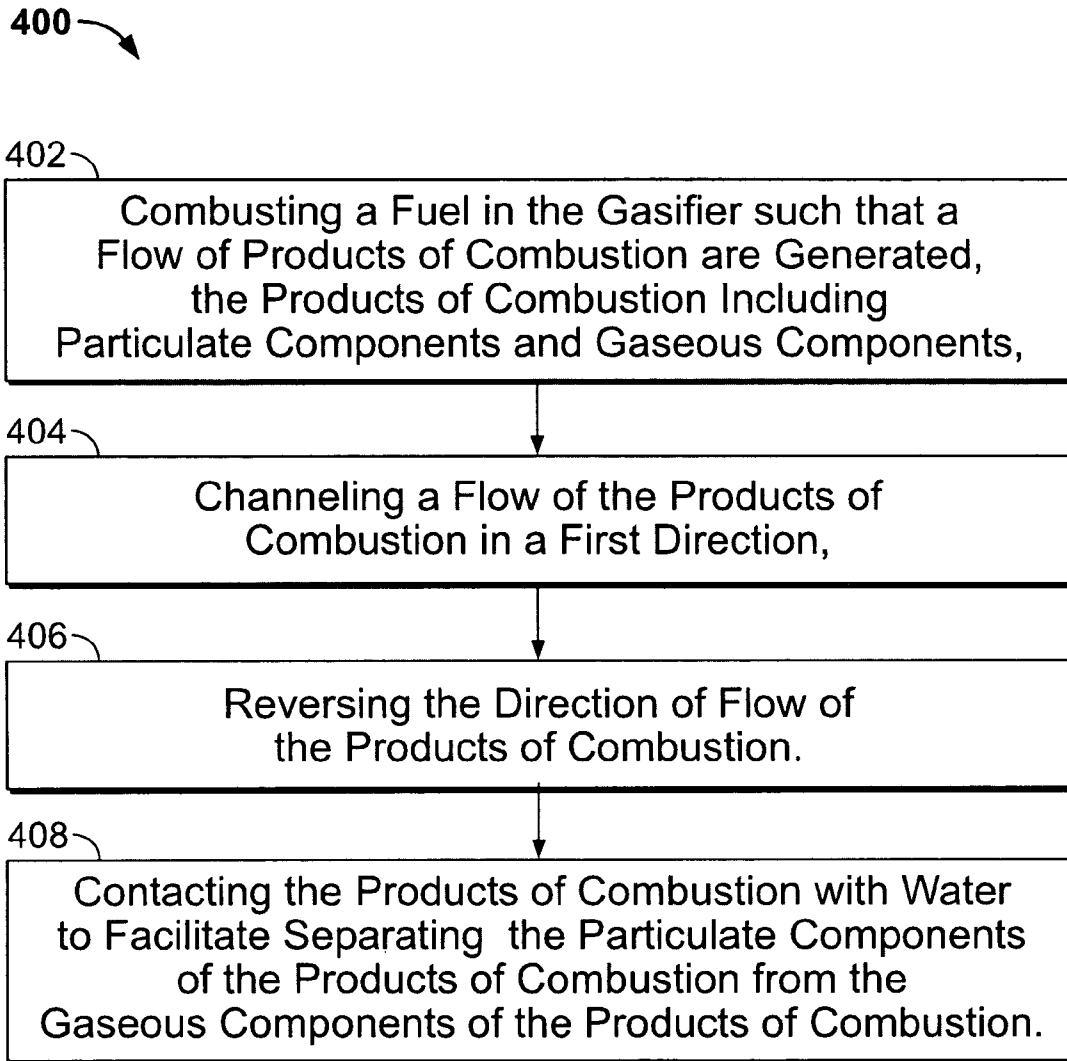 400
402
Combusting a Fuel in the Gasifier such that a
Flow of Products of Combustion are Generated,
the Products of Combustion Including
Particulate Components and Gaseous Components,
404
Channeling a Flow of the Products of
Combustion in a First Direction,
406
Reversing the Direction of Flow of
the Products of Combustion.
408
Contacting the Products of Combustion with Water
to Facilitate Separating the Particulate Components
of the Products of Combustion from the
Gaseous Components of the Products of Combustion.